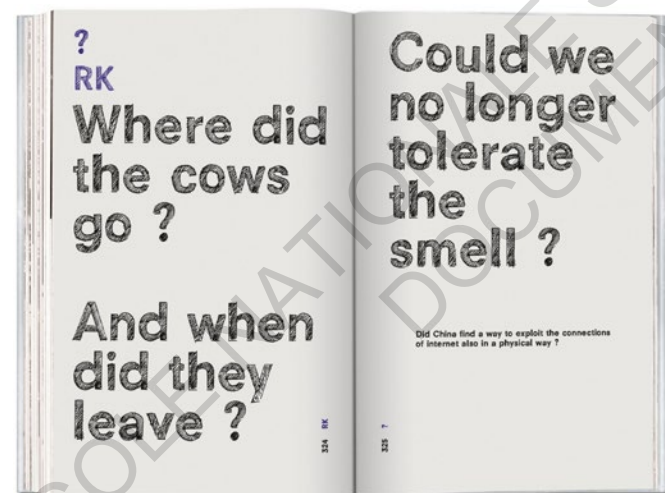 ?
RK
Where did
the cows
go ?
And when
did they
leave ?
324 RK
Could we
no longer
tolerate
the
smell ?
Did China find a way to exploit the connections
of internet also in a physical way ?
325 ?